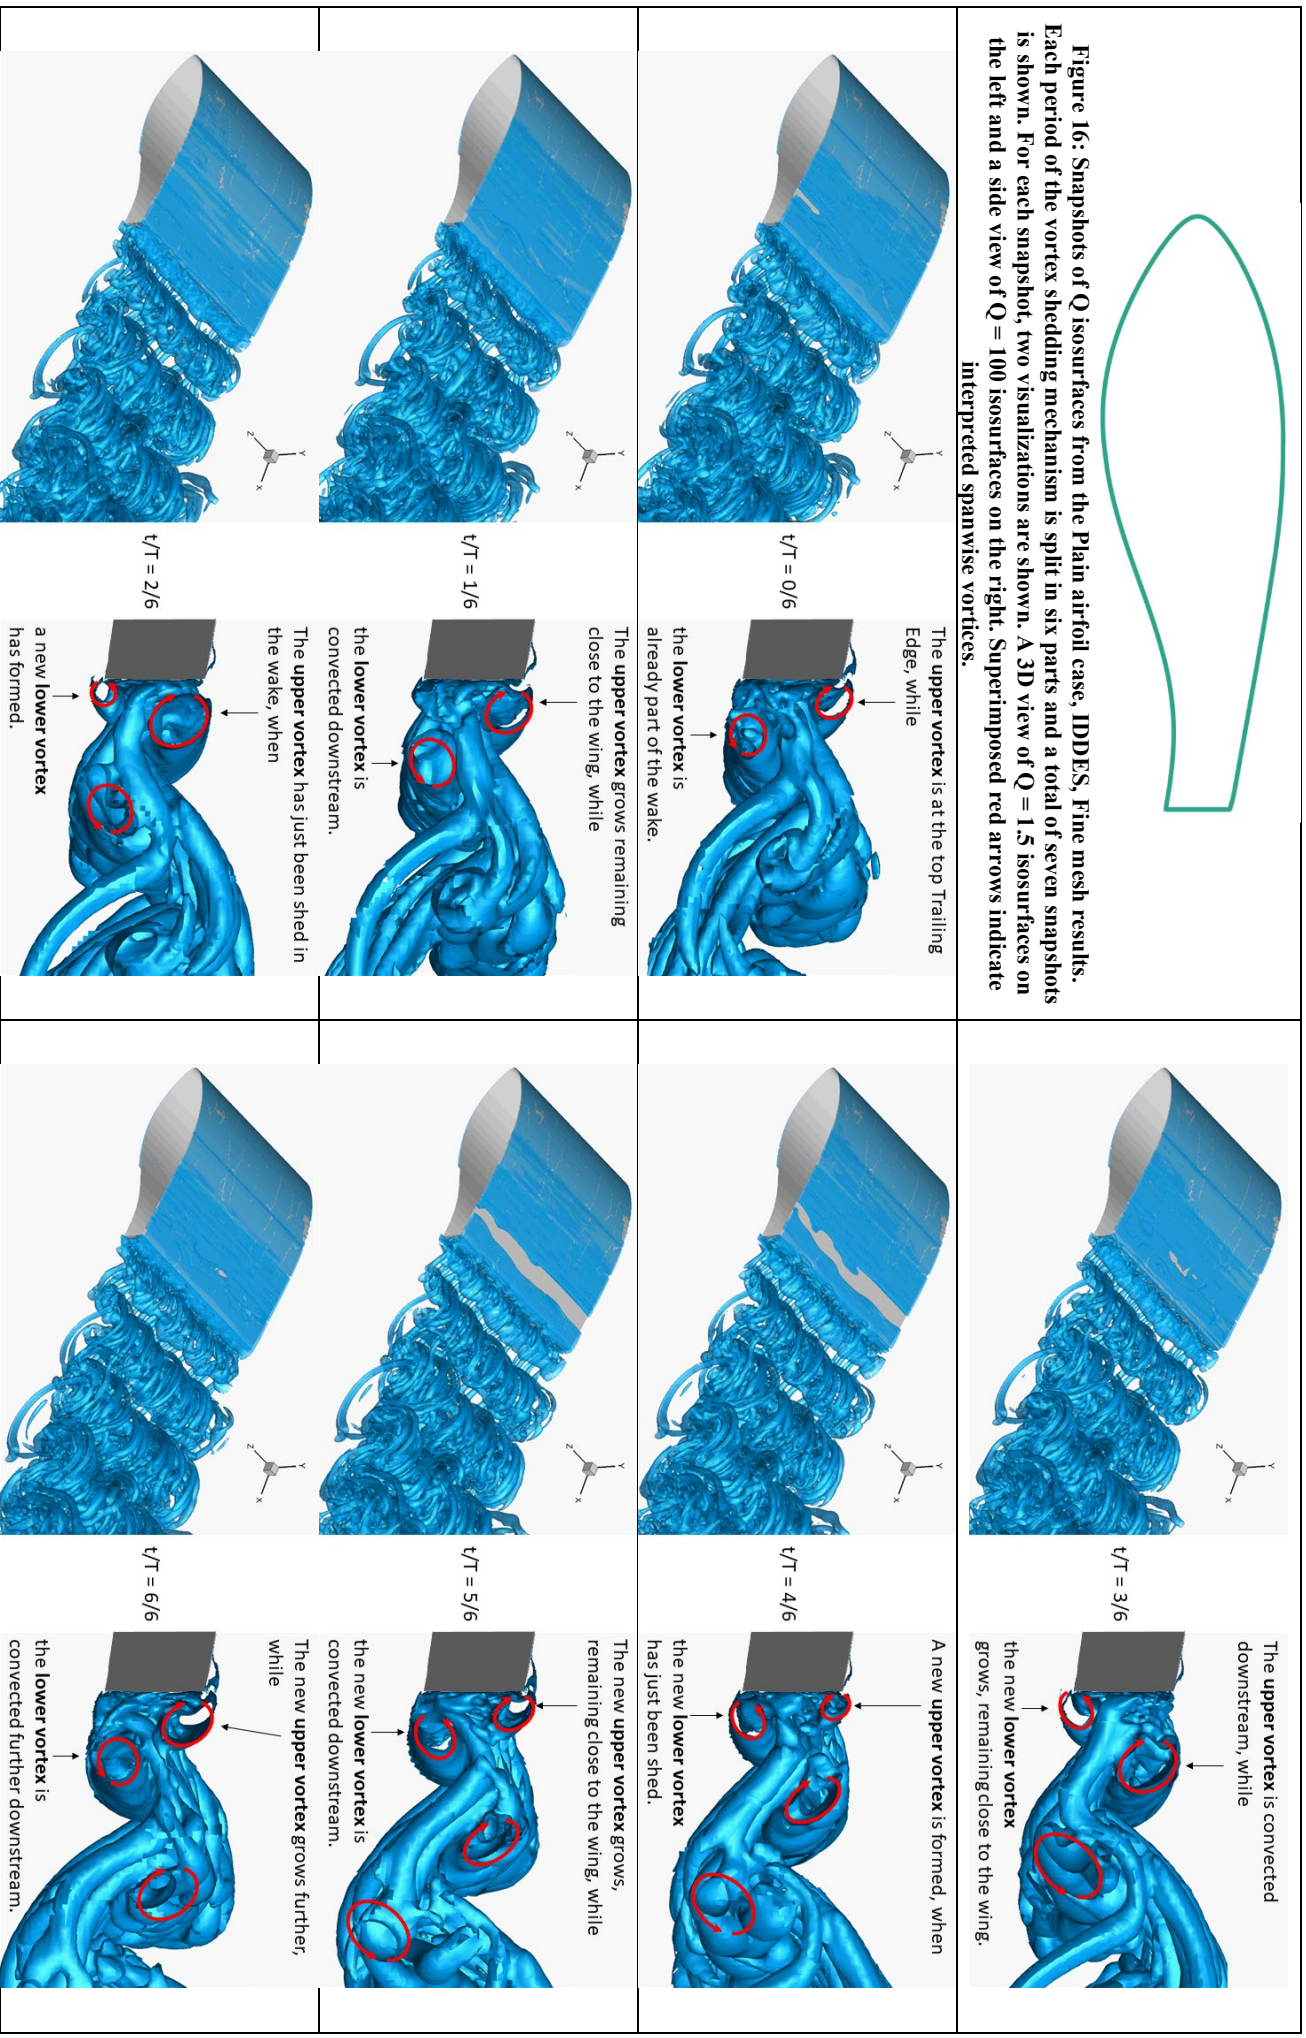 Figure 16: Snapshots of Q isosurfaces from the Plain airfoil case, IDDES, Fine mesh results.
Each period of the vortex shedding mechanism is split in six parts and a total of seven snapshots
is shown. For each snapshot, two visualizations are shown. A 3D view of Q = 1.5 isosurfaces on
the left and a side view of Q = 100 isosurfaces on the right. Superimposed red arrows indicate
interpreted spanwise vortices.
Y
Z
X
t/T = 0/6
The upper vortex is at the top Trailing
Edge, while
the lower vortex is
already part of the wake.
Y
Z
X
t/T = 1/6
The upper vortex grows remaining
close to the wing, while
the lower vortex is
convected downstream.
Y
Z
X
t/T = 2/6
The upper vortex has just been shed in
the wake, when
a new lower vortex
has formed.
Y
Z
X
t/T = 3/6
The upper vortex is convected
downstream, while
the new lower vortex
grows, remaining close to the wing.
Y
Z
X
t/T = 4/6
A new upper vortex is formed, when
the new lower vortex
has just been shed.
Y
Z
X
t/T = 5/6
The new upper vortex grows,
remaining close to the wing, while
the new lower vortex is
convected downstream.
Y
Z
X
t/T = 6/6
The new upper vortex grows further,
while
the lower vortex is
convected further downstream.